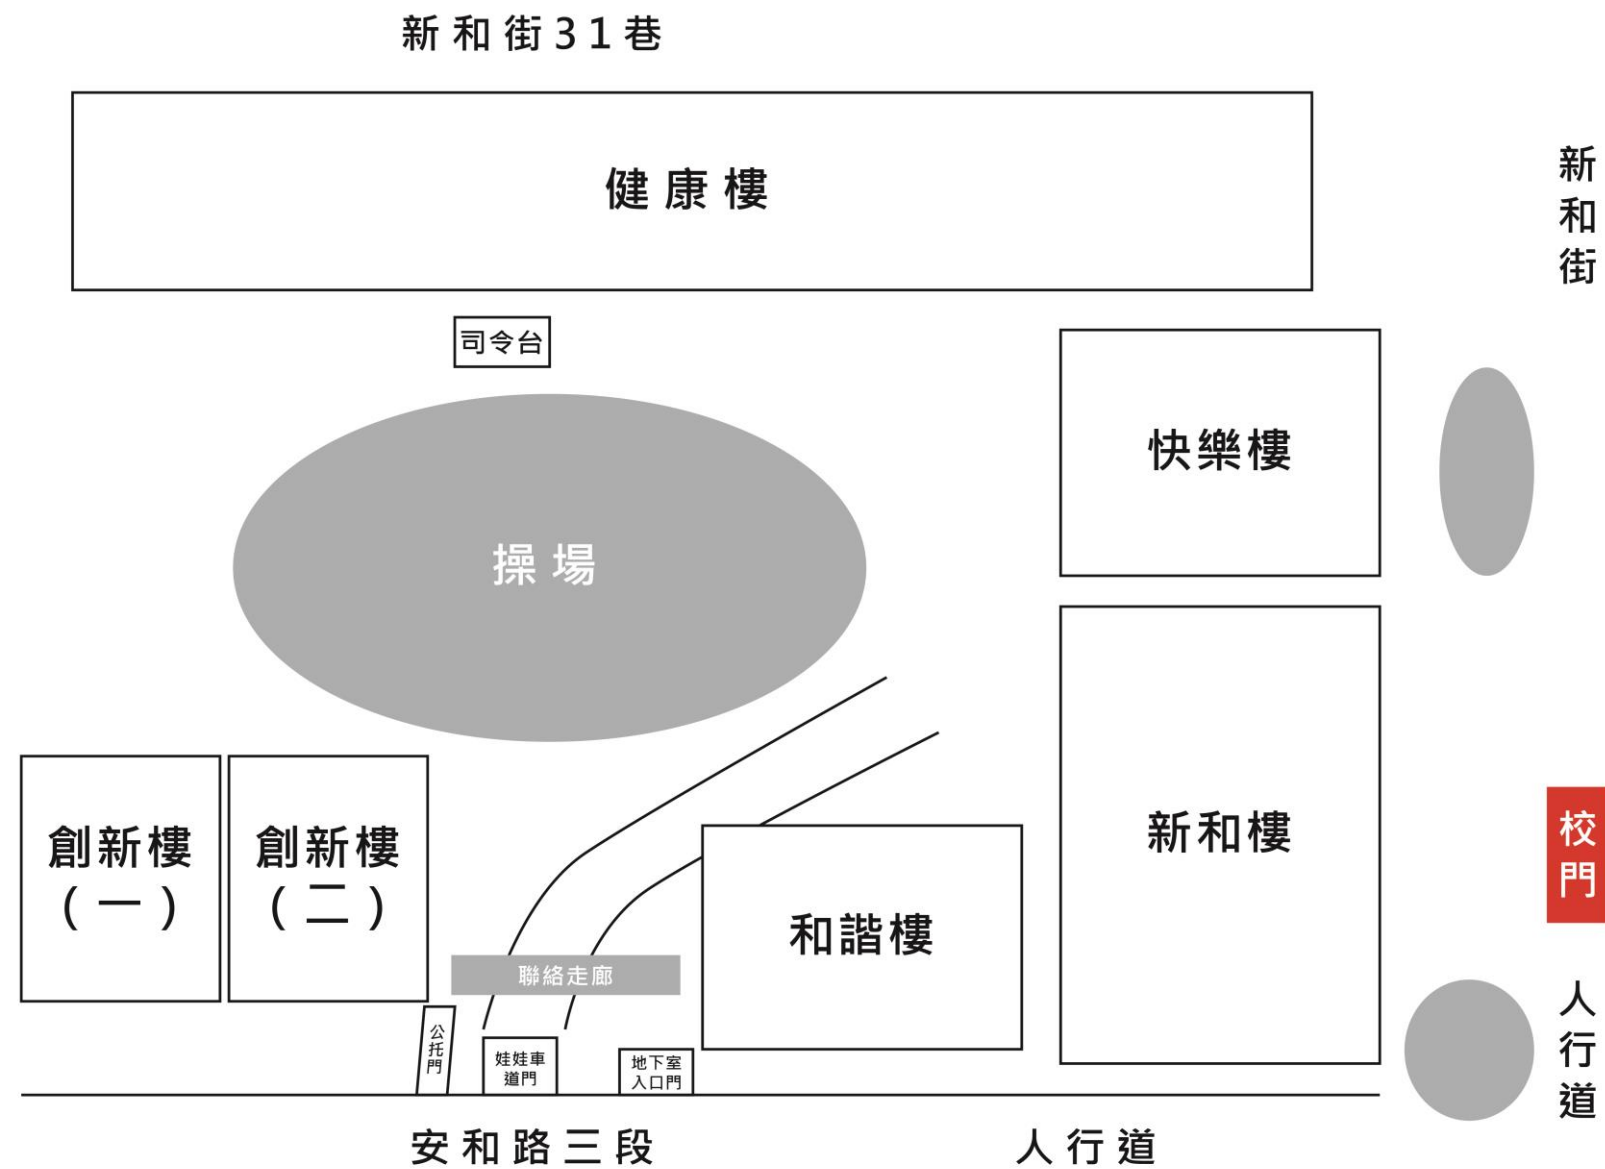 新和街31巷
健康樓
新和街
司令台
快樂樓
操場
創新樓
(一)
創新樓
(二)
新和樓
校門
和諧樓
聯絡走廊
公托門
娃娃車
道門
地下室
入口門
人行道
安和路三段
人行道